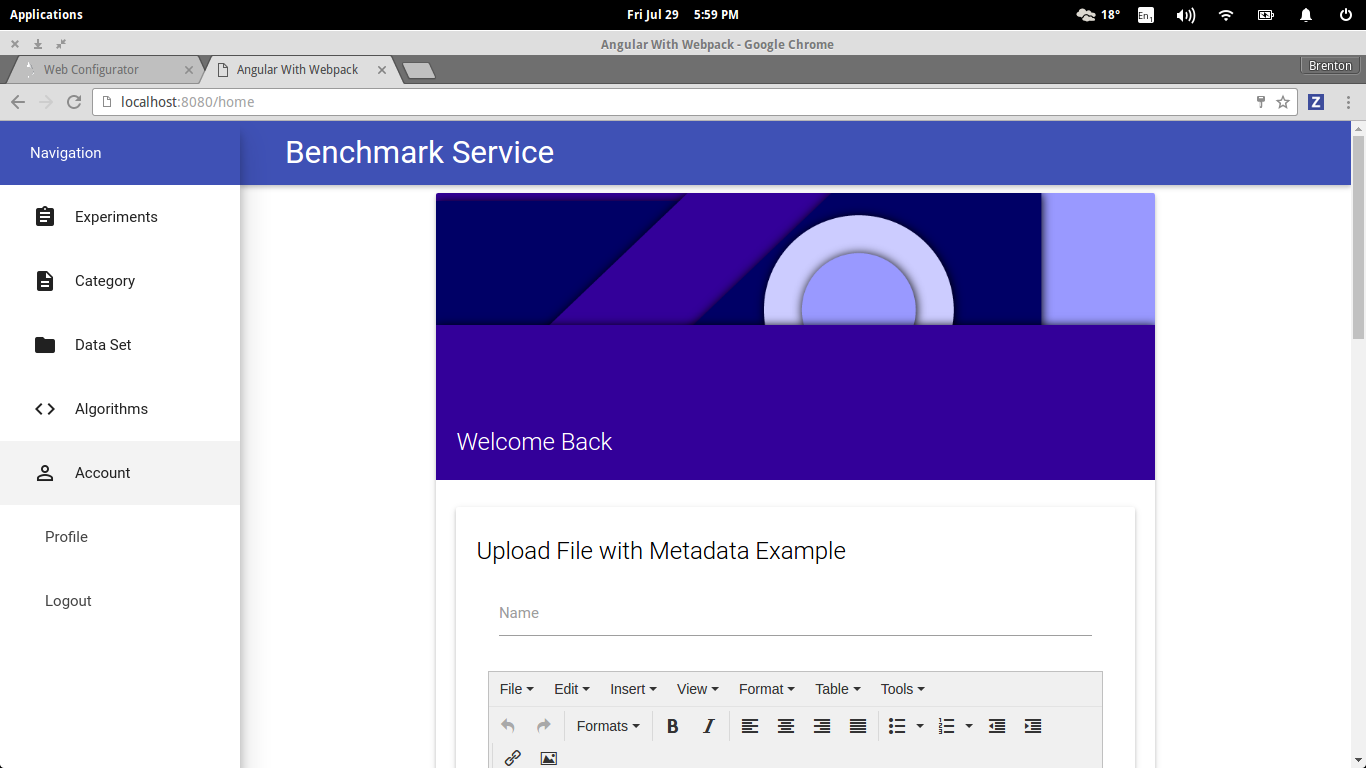 Applications
Fri Jul 29 5:59 PM
18°
En1
Angular With Webpack - Google Chrome
Web Configurator
Angular With Webpack
Brenton
localhost:8080/home
Z
Navigation
Benchmark Service
Experiments
Category
Data Set
Algorithms
Account
Profile
Logout
Welcome Back
Upload File with Metadata Example
Name
File Edit Insert View Format Table Tools
Formats B I